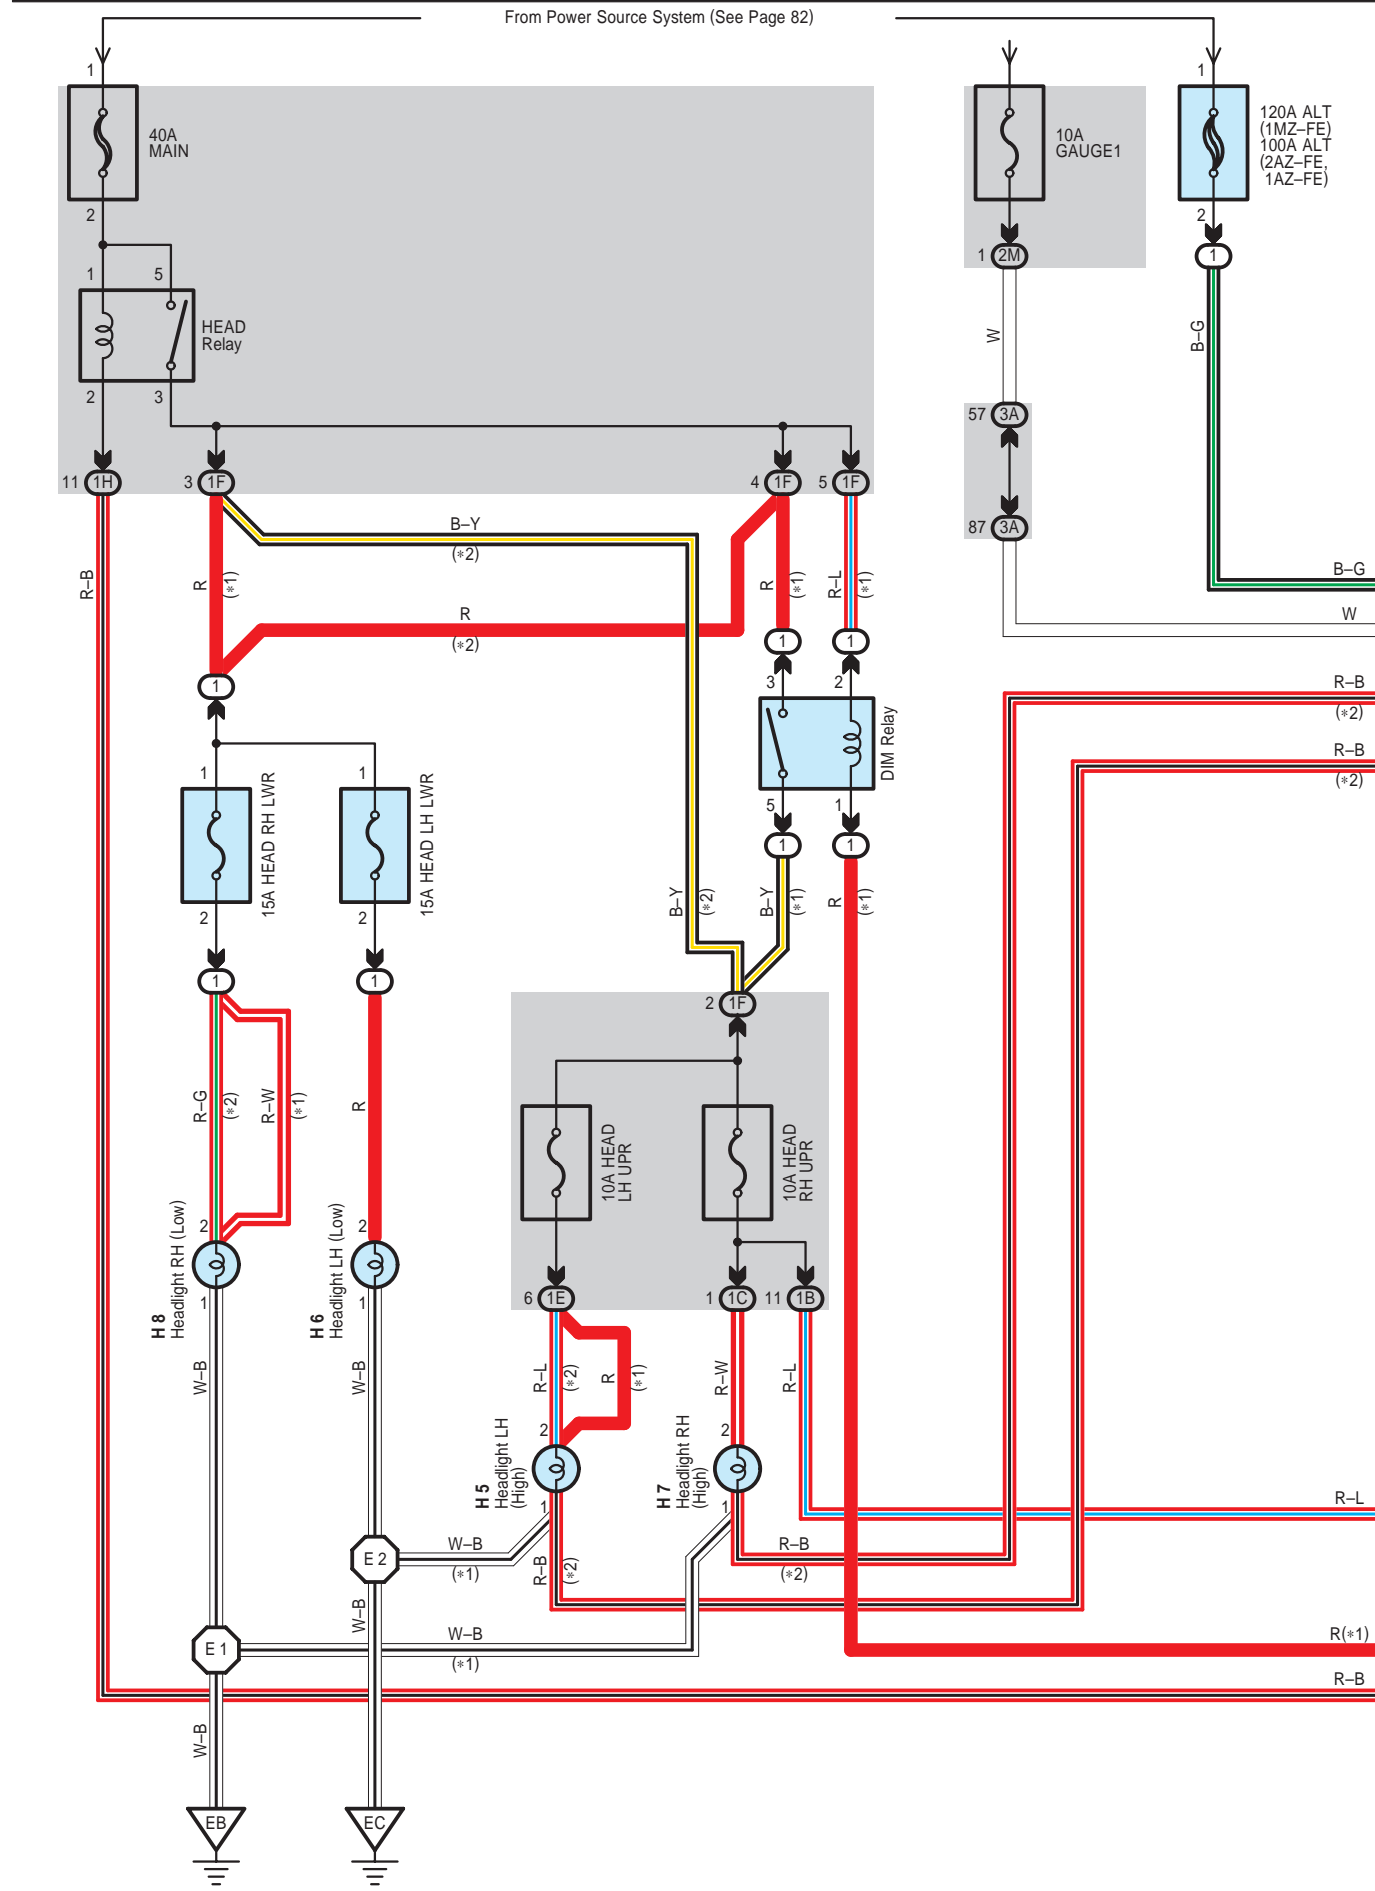 From Power Source System (See Page 82)
1
1
40A
MAIN
10A
GAUGE1
120A ALT
(1MZ–FE)
100A ALT
(2AZ–FE,
1AZ–FE)
2
2
1 2M
1
1
5
HEAD
Relay
W
B–G
2
3
57 3A
11 1H
3 1F
4 1F
5 1F
87 3A
B–Y
(*2)
R–B
R
(*1)
R
(*1)
R–L
(*1)
B–G
R
(*2)
W
1
1
1
3
2
R–B
(*2)
DIM Relay
R–B
(*2)
1
1
15A HEAD RH LWR
15A HEAD LH LWR
5
1
1
1
B–Y
(*2)
B–Y
(*1)
R
(*1)
2
2
1
1
2 1F
R–G
(*2)
R–W
(*1)
R
10A HEAD
LH UPR
10A HEAD
RH UPR
2
2
H 8
Headlight RH (Low)
H 6
Headlight LH (Low)
1
1
6 1E
1 1C
11 1B
W–B
W–B
R–L
(*2)
R
(*1)
R–W
R–L
2
2
H 5
Headlight LH
(High)
H 7
Headlight RH
(High)
1
1
R–L
E 2
W–B
(*1)
R–B
(*2)
R–B
(*2)
W–B
E 1
W–B
(*1)
R(*1)
R–B
W–B
EB
EC